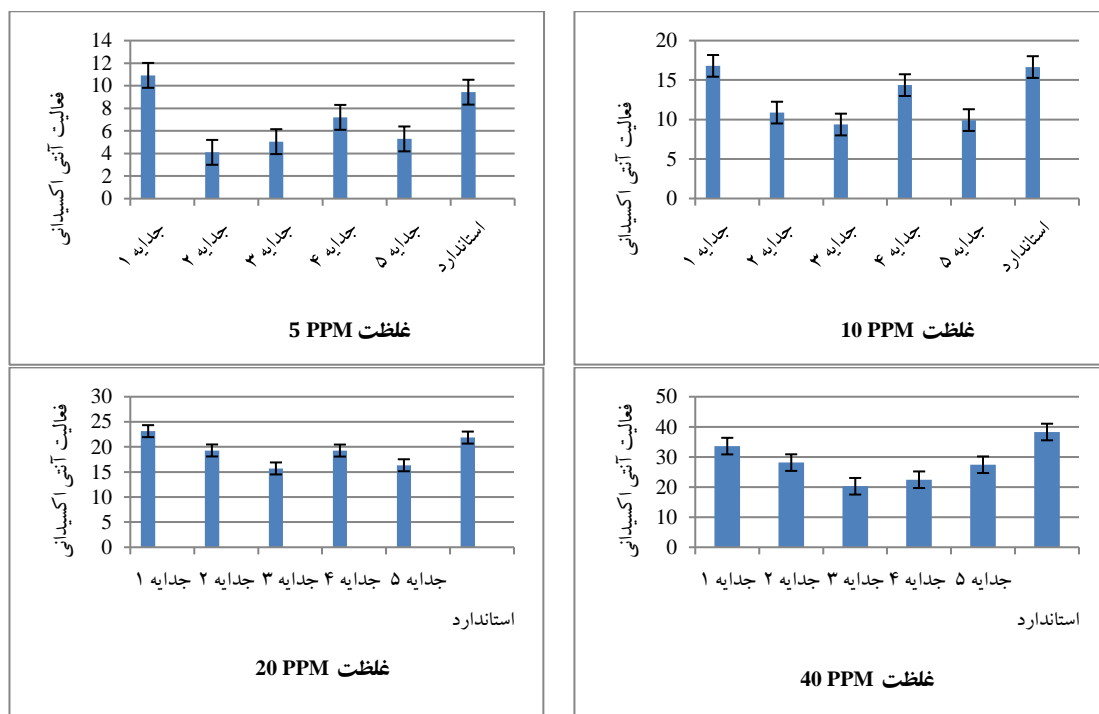 فعالیت آنتی اکسیدانی
14
12
10
8
6
4
2
0
جدایه ۱
جدایه ۲
جدایه ۳
جدایه ۴
جدایه ۵
استاندارد
غلظت 5 PPM
فعالیت آنتی اکسیدانی
20
15
10
5
0
جدایه ۱
جدایه ۲
جدایه ۳
جدایه ۴
جدایه ۵
استاندارد
غلظت 10 PPM
فعالیت آنتی اکسیدانی
30
25
20
15
10
5
0
جدایه ۱
جدایه ۲
جدایه ۳
جدایه ۴
جدایه ۵
استاندارد
غلظت 20 PPM
فعالیت آنتی اکسیدانی
50
40
30
20
10
0
جدایه ۱
جدایه ۲
جدایه ۳
جدایه ۴
جدایه ۵
استاندارد
غلظت 40 PPM